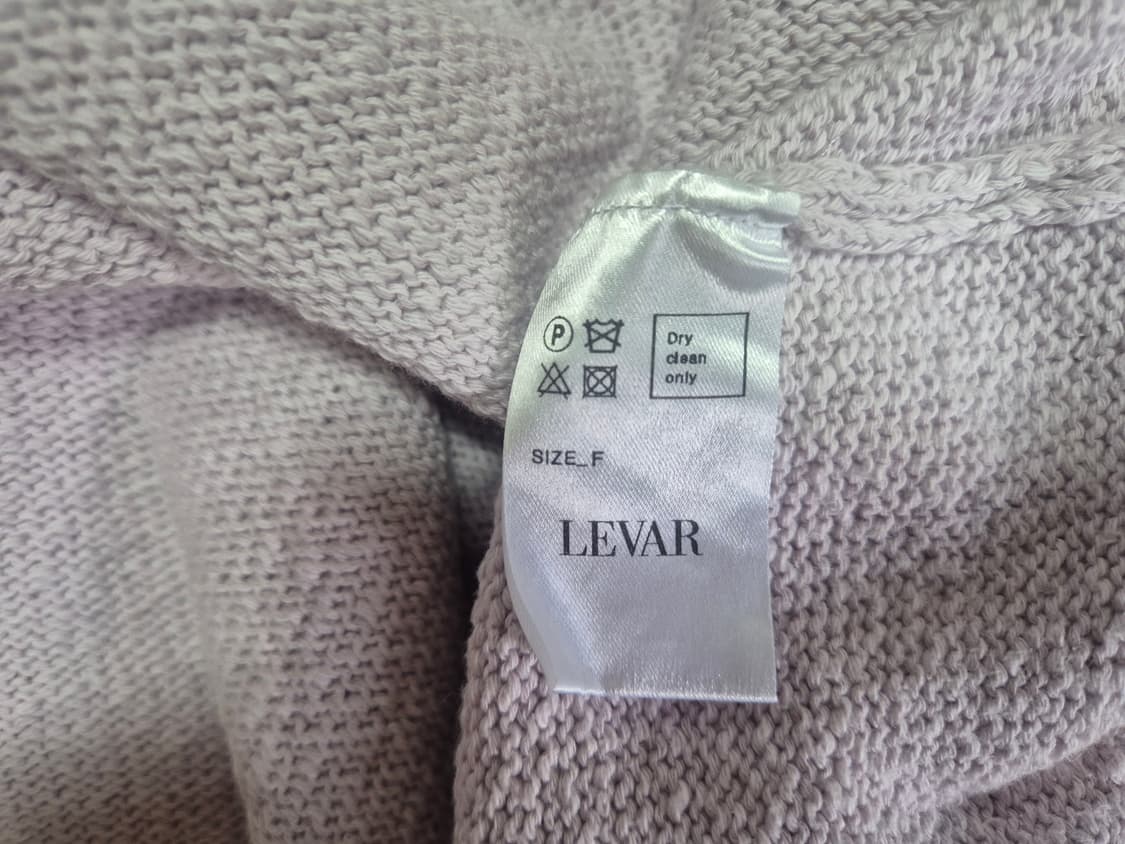 P
Dry
clean
only
SIZE_F
LEVAR